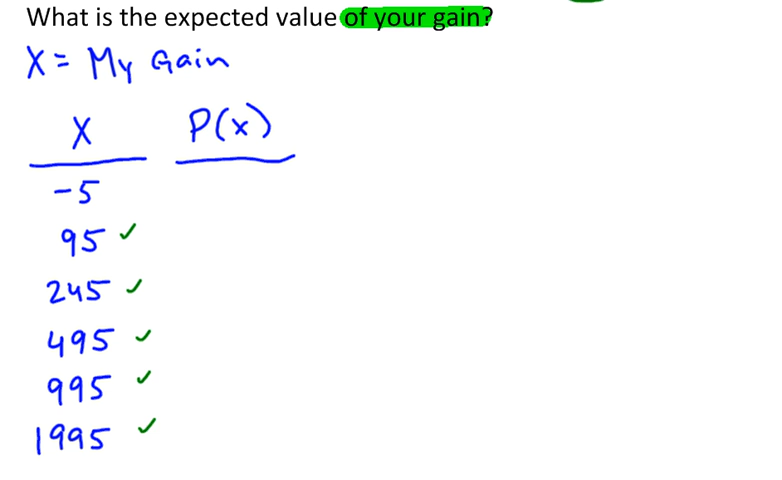 What is the expected value of your gain?
X = My Gain
X P(x)
-5
95 ✓
245 ✓
495 ✓
995 ✓
1995 ✓